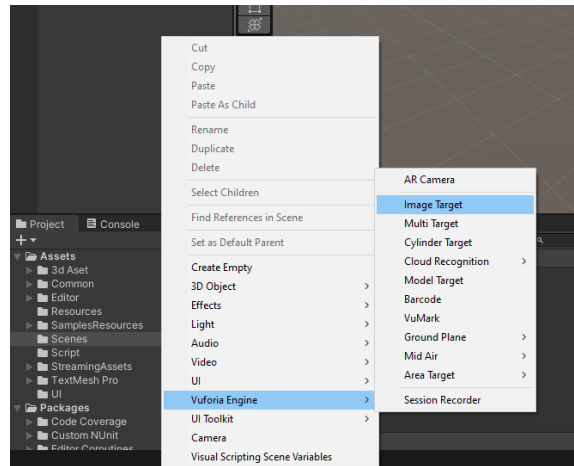 Cut
Copy
Paste
Paste As Child
Rename
Duplicate
Delete
Select Children
Find References in Scene
Set as Default Parent
Create Empty
3D Object
Effects
Light
Audio
Video
UI
Vuforia Engine
UI Toolkit
Camera
Visual Scripting Scene Variables
AR Camera
Image Target
Multi Target
Cylinder Target
Cloud Recognition
Model Target
Barcode
VuMark
Ground Plane
Mid Air
Area Target
Session Recorder
Project Console
Assets
3d Aset
Common
Editor
Resources
SamplesResources
Scenes
Script
StreamingAssets
TextMesh Pro
UI
Packages
Code Coverage
Custom NUnit
Editor Coroutines